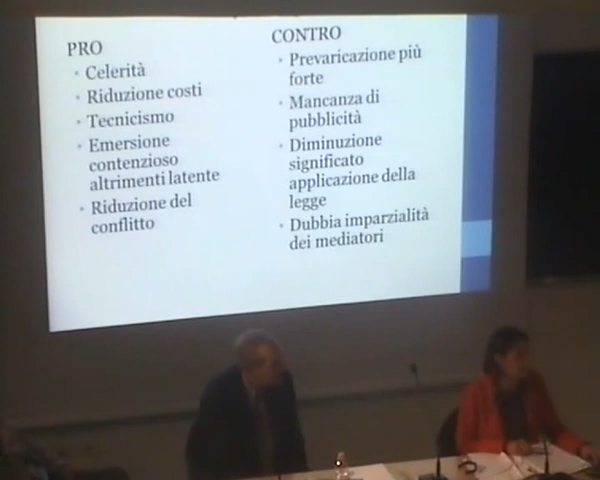 PRO
• Celerità
• Riduzione costi
• Tecnicismo
• Emersione
contenzioso
altrimenti latente
• Riduzione del
conflitto
CONTRO
• Prevaricazione più
forte
• Mancanza di
pubblicità
• Diminuzione
significato
applicazione della
legge
• Dubbia imparzialità
dei mediatori